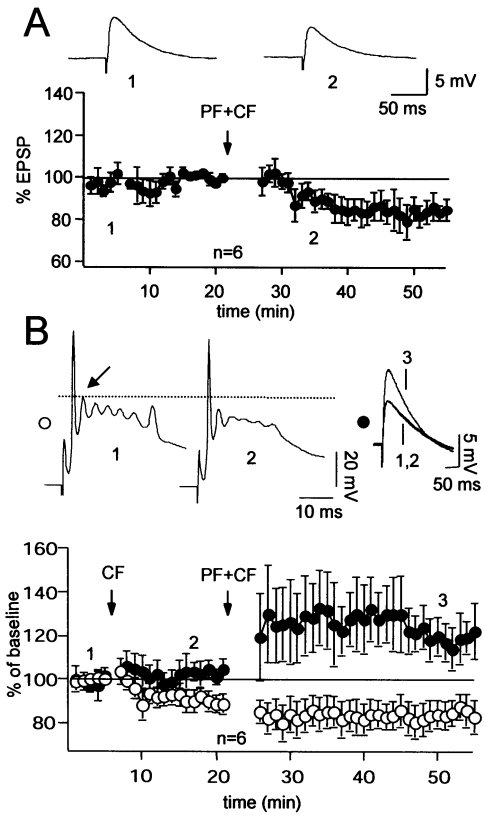 A
1
2
5 mV
50 ms
PF+CF
% EPSP
140
120
100
80
60
1
2
n=6
10 20 30 40 50
time (min)
B
3
1
2
1,2
20 mV
10 ms
5 mV
50 ms
% of baseline
160
140
120
100
80
CF
PF+CF
1
2
3
n=6
10 20 30 40 50
time (min)